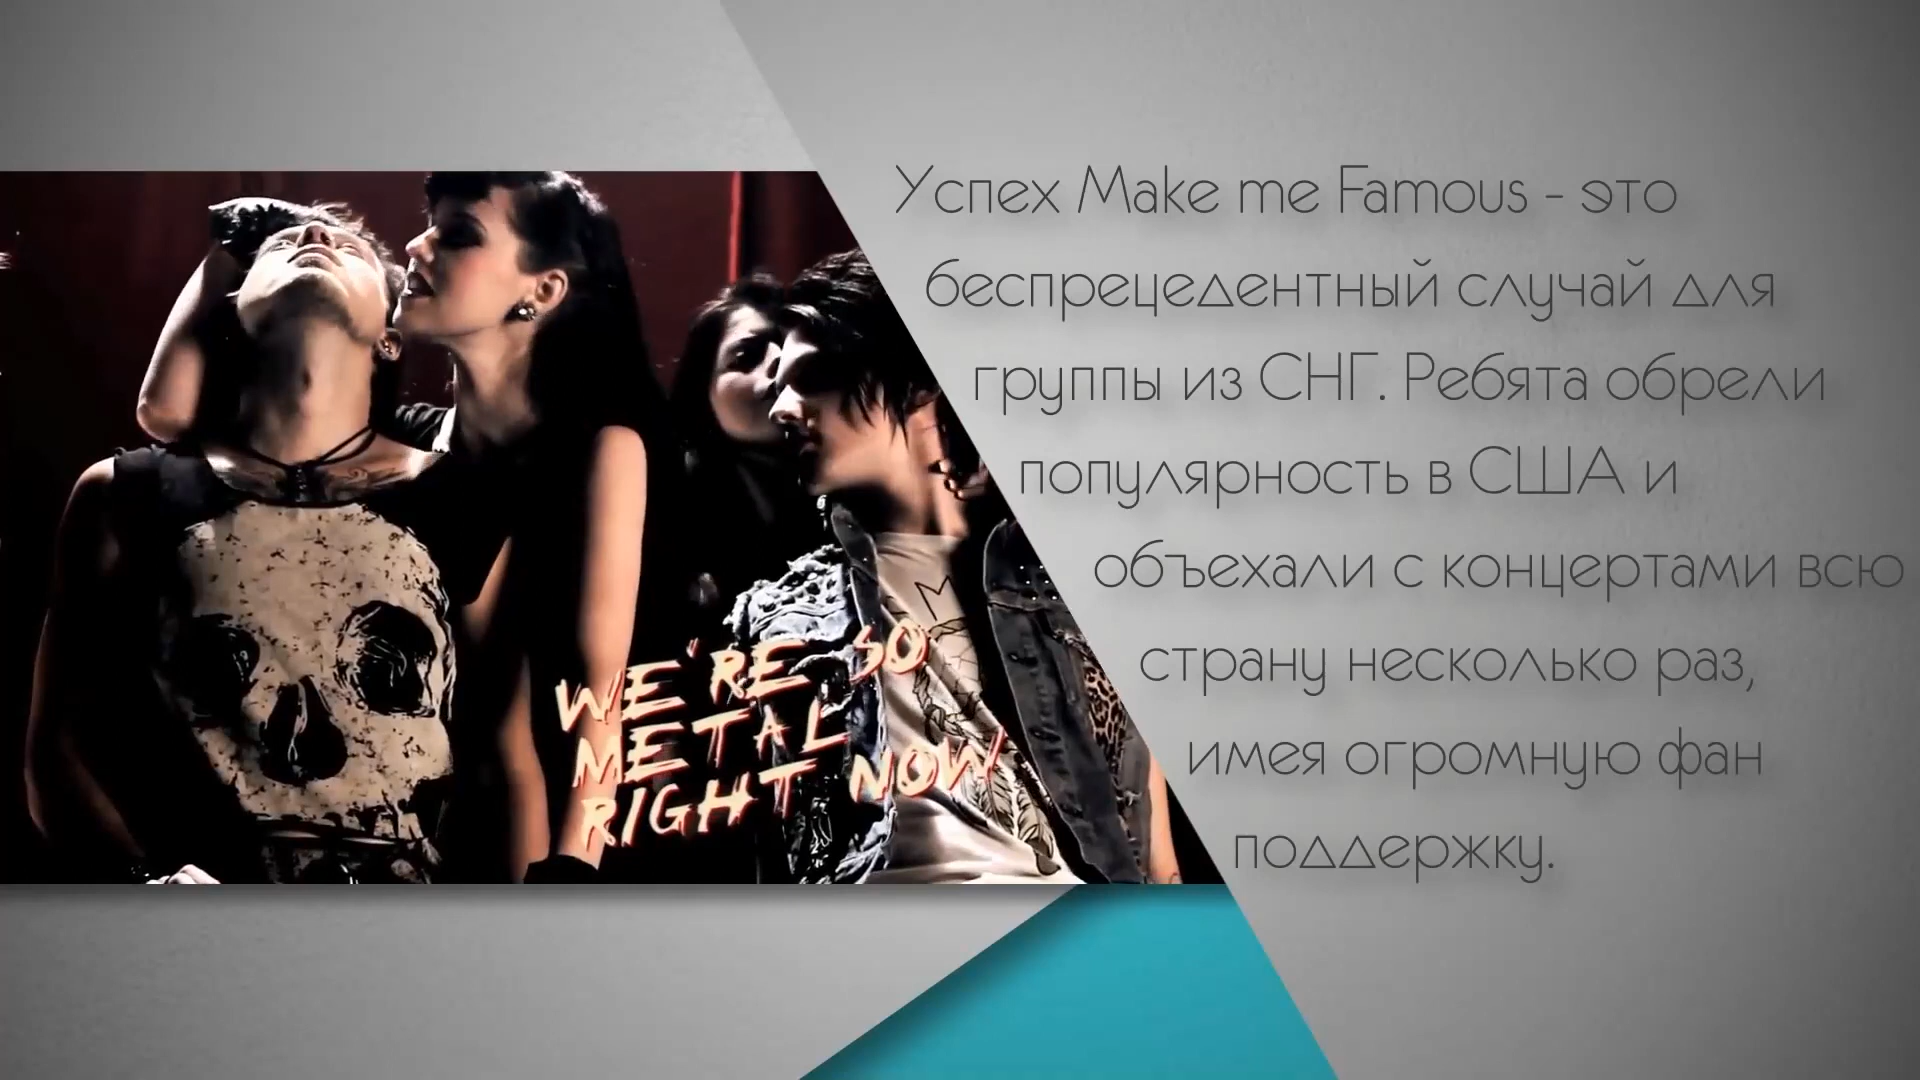 Успех Make me Famous - это
беспрецедентный случай для
группы из СНГ. Ребята обрели
популярность в США и
объехали с концертами всю
страну несколько раз,
имея огромную фан
поддержку.
WE'RE SO
METAL
RIGHT NOW